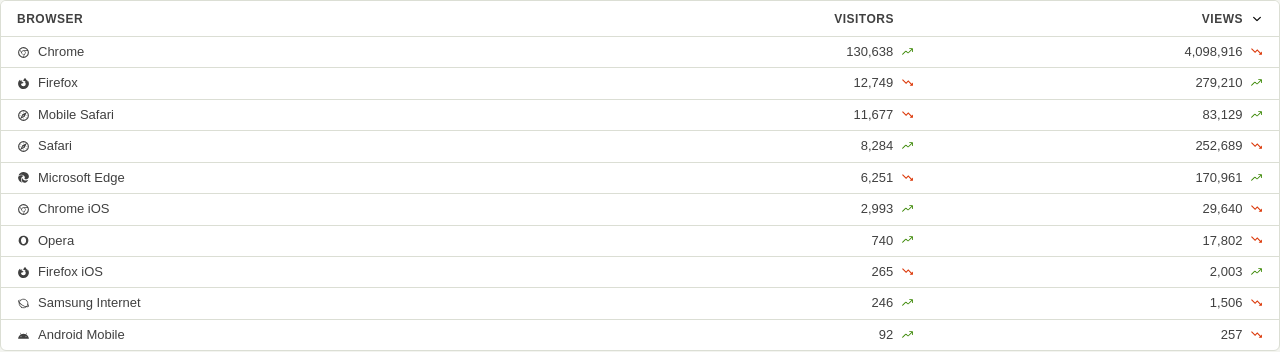 BROWSER VISITORS VIEWS
Chrome 130,638 4,098,916
Firefox 12,749 279,210
Mobile Safari 11,677 83,129
Safari 8,284 252,689
Microsoft Edge 6,251 170,961
Chrome iOS 2,993 29,640
Opera 740 17,802
Firefox iOS 265 2,003
Samsung Internet 246 1,506
Android Mobile 92 257